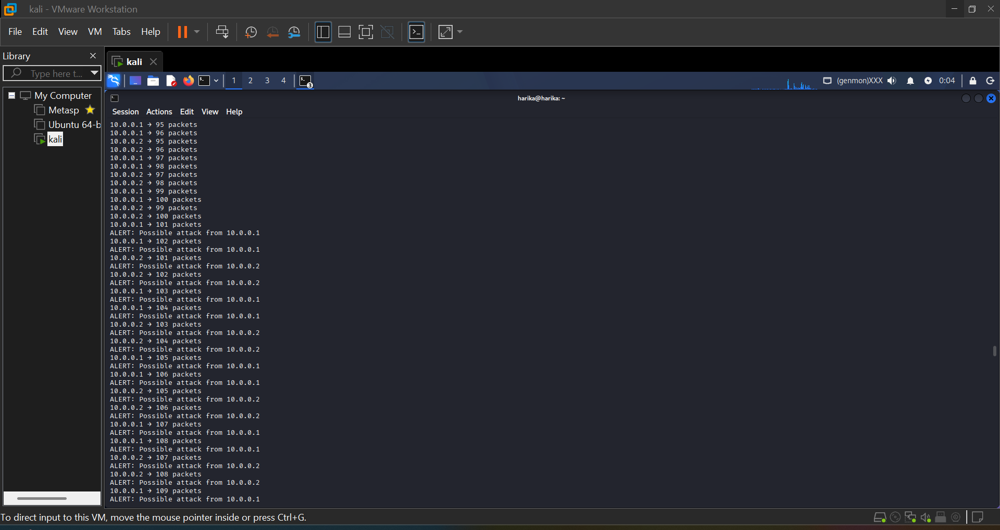 kali - VMware Workstation
File Edit View VM Tabs Help
Library
kali
Type here t...
1 2 3 4 3 (genmon)XXX 0:04
My Computer
Metasp
Ubuntu 64-b
kali
harika@harika: ~
Session Actions Edit View Help
10.0.0.1 → 95 packets
10.0.0.1 → 96 packets
10.0.0.2 → 95 packets
10.0.0.2 → 96 packets
10.0.0.1 → 97 packets
10.0.0.1 → 98 packets
10.0.0.2 → 97 packets
10.0.0.2 → 98 packets
10.0.0.1 → 99 packets
10.0.0.1 → 100 packets
10.0.0.2 → 99 packets
10.0.0.2 → 100 packets
10.0.0.1 → 101 packets
ALERT: Possible attack from 10.0.0.1
10.0.0.1 → 102 packets
ALERT: Possible attack from 10.0.0.1
10.0.0.2 → 101 packets
ALERT: Possible attack from 10.0.0.2
10.0.0.2 → 102 packets
ALERT: Possible attack from 10.0.0.2
10.0.0.1 → 103 packets
ALERT: Possible attack from 10.0.0.1
10.0.0.1 → 104 packets
ALERT: Possible attack from 10.0.0.1
10.0.0.2 → 103 packets
ALERT: Possible attack from 10.0.0.2
10.0.0.2 → 104 packets
ALERT: Possible attack from 10.0.0.2
10.0.0.1 → 105 packets
ALERT: Possible attack from 10.0.0.1
10.0.0.1 → 106 packets
ALERT: Possible attack from 10.0.0.1
10.0.0.2 → 105 packets
ALERT: Possible attack from 10.0.0.2
10.0.0.2 → 106 packets
ALERT: Possible attack from 10.0.0.2
10.0.0.1 → 107 packets
ALERT: Possible attack from 10.0.0.1
10.0.0.1 → 108 packets
ALERT: Possible attack from 10.0.0.1
10.0.0.2 → 107 packets
ALERT: Possible attack from 10.0.0.2
10.0.0.2 → 108 packets
ALERT: Possible attack from 10.0.0.2
10.0.0.1 → 109 packets
ALERT: Possible attack from 10.0.0.1
To direct input to this VM, move the mouse pointer inside or press Ctrl+G.